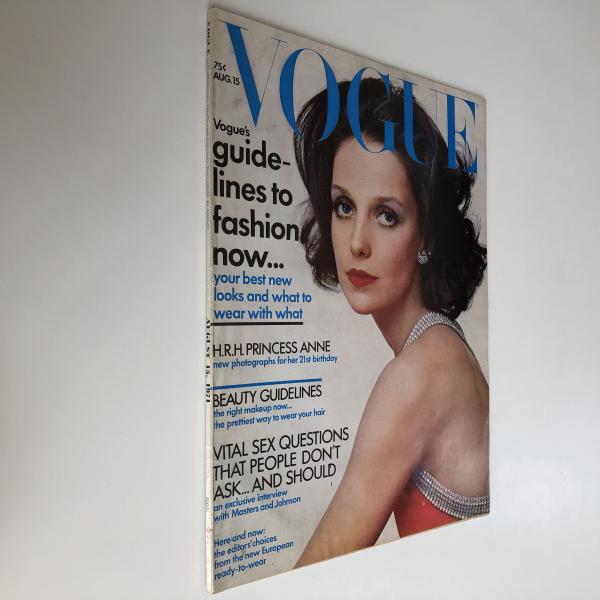 VOGUE
75¢
AUG.15
Vogue's
guide-
lines to
fashion
now...
your best new
looks and what to
wear with what
H.R.H. PRINCESS ANNE
new photographs for her 21st birthday
BEAUTY GUIDELINES
the right makeup now...
the prettiest way to wear your hair
VITAL SEX QUESTIONS
THAT PEOPLE DON'T
ASK... AND SHOULD
an exclusive interview
with Masters and Johnson
Here and now:
the editors' choices
from the new European
ready-to-wear
VOGUE
AUGUST 15, 1971